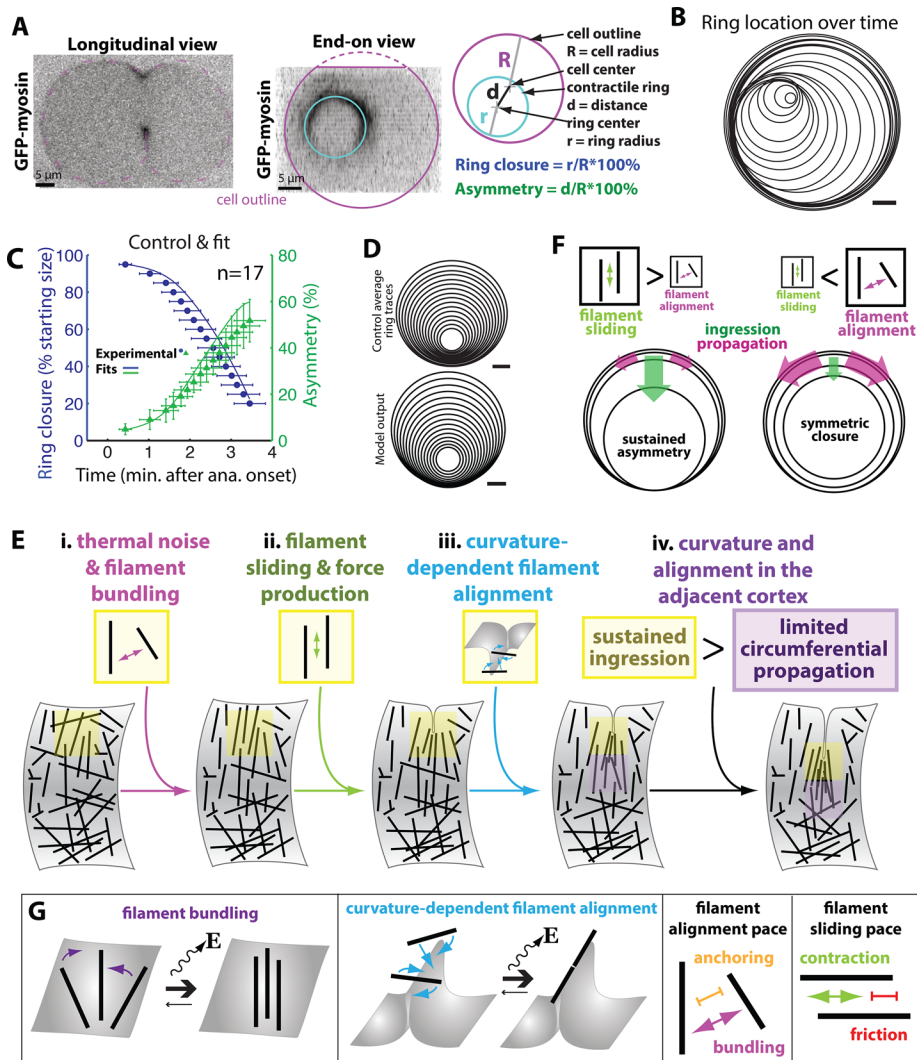 A
Longitudinal view
GFP-myosin
5 µm
cell outline
End-on view
GFP-myosin
5 µm
R
d
r
cell outline
R = cell radius
cell center
contractile ring
d = distance
ring center
r = ring radius
Ring closure = r/R*100%
Asymmetry = d/R*100%
B
Ring location over time
C
Control & fit
n=17
Ring closure (% starting size)
100
80
60
40
20
0
80
60
40
20
0
Asymmetry (%)
Experimental
Fits
0 1 2 3 4
Time (min. after ana. onset)
D
Control average
ring traces
Model output
F
>
filament
sliding
filament
alignment
<
filament
sliding
filament
alignment
ingression
propagation
sustained
asymmetry
symmetric
closure
E
i. thermal noise
& filament
bundling
ii. filament
sliding & force
production
iii. curvature-
dependent filament
alignment
iv. curvature and
alignment in the
adjacent cortex
sustained
ingression
>
limited
circumferential
propagation
G
filament bundling
E
curvature-dependent filament alignment
E
filament
alignment pace
anchoring
bundling
filament
sliding pace
contraction
friction